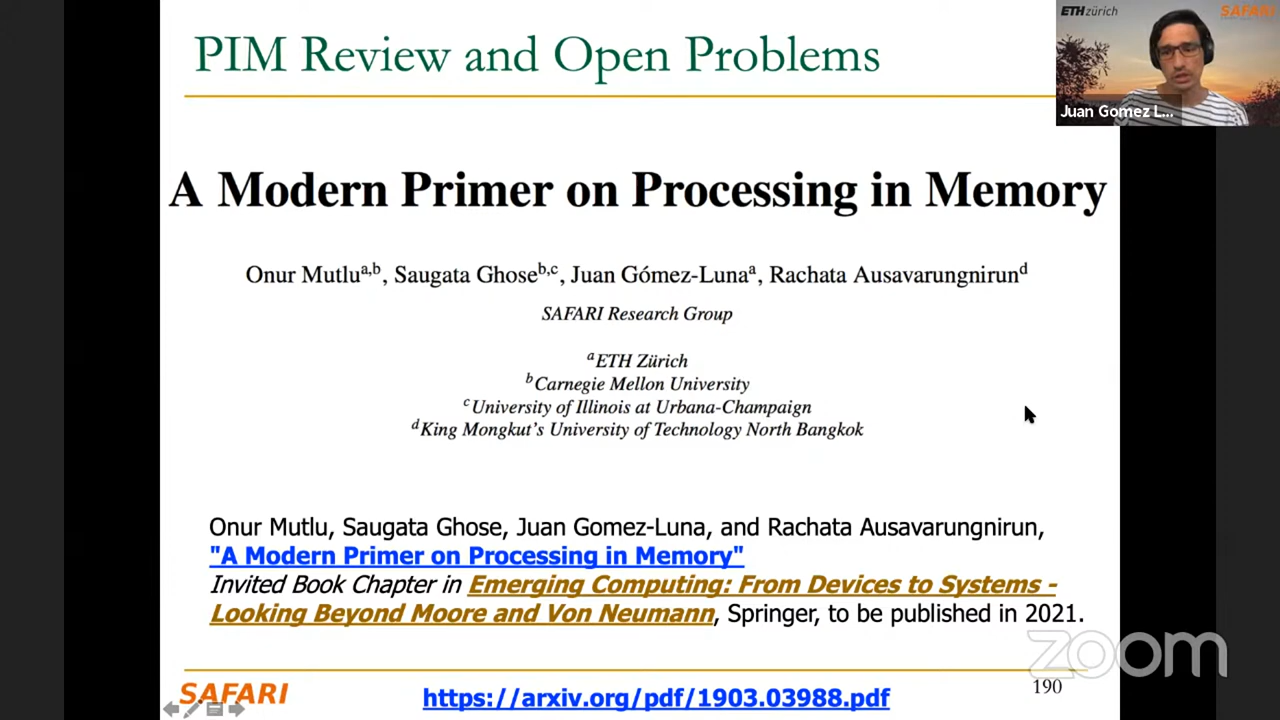 PIM Review and Open Problems
ETH zürich
SAFARI
Juan Gomez L...
A Modern Primer on Processing in Memory
Onur Mutlua,b, Saugata Ghoseb,c, Juan Gómez-Lunaa, Rachata Ausavarungnirund
SAFARI Research Group
aETH Zürich
bCarnegie Mellon University
cUniversity of Illinois at Urbana-Champaign
dKing Mongkut's University of Technology North Bangkok
Onur Mutlu, Saugata Ghose, Juan Gomez-Luna, and Rachata Ausavarungnirun,
"A Modern Primer on Processing in Memory"
Invited Book Chapter in Emerging Computing: From Devices to Systems -
Looking Beyond Moore and Von Neumann, Springer, to be published in 2021.
zoom
SAFARI
https://arxiv.org/pdf/1903.03988.pdf
190